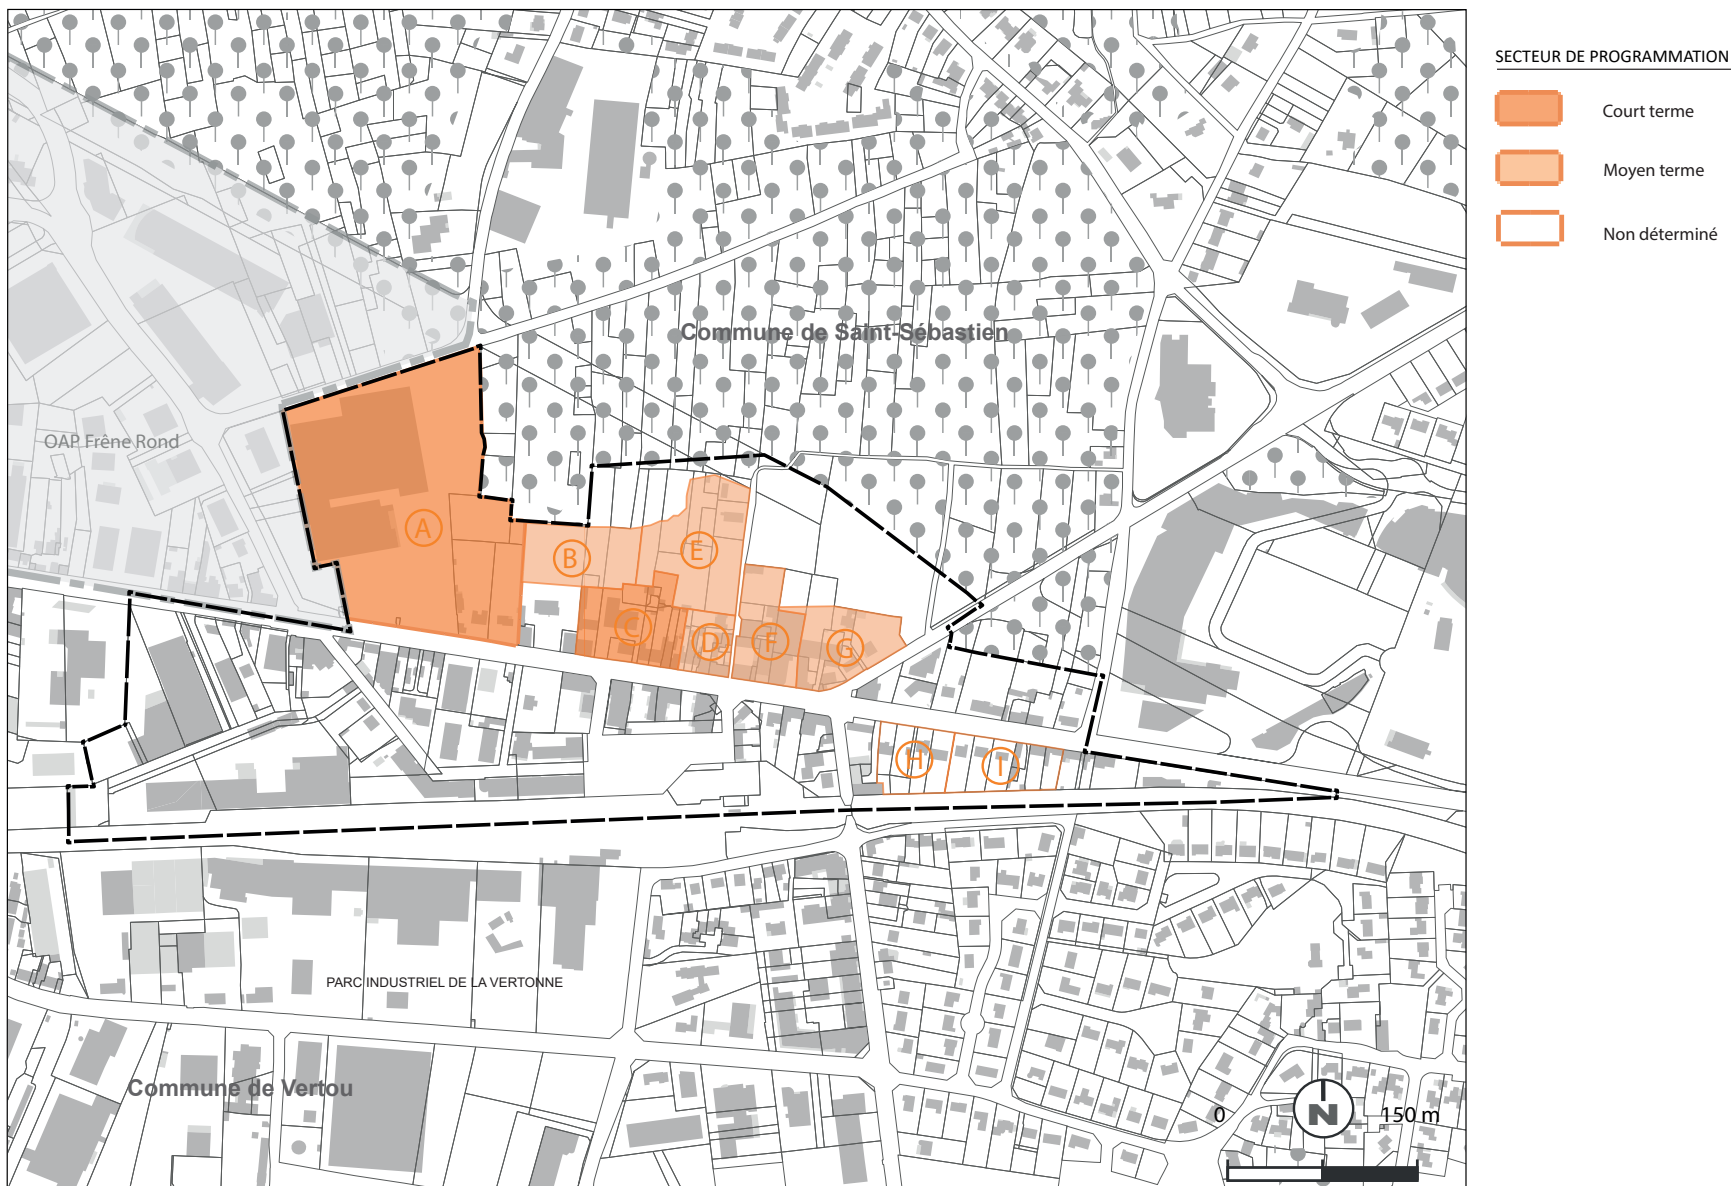 SECTEUR DE PROGRAMMATION
Court terme
Moyen terme
Non déterminé
Commune de Saint-Sébastien
OAP Frêne Rond
A
B
E
C
D
F
G
H
I
PARC INDUSTRIEL DE LA VERTONNE
Commune de Vertou
0
N
150 m